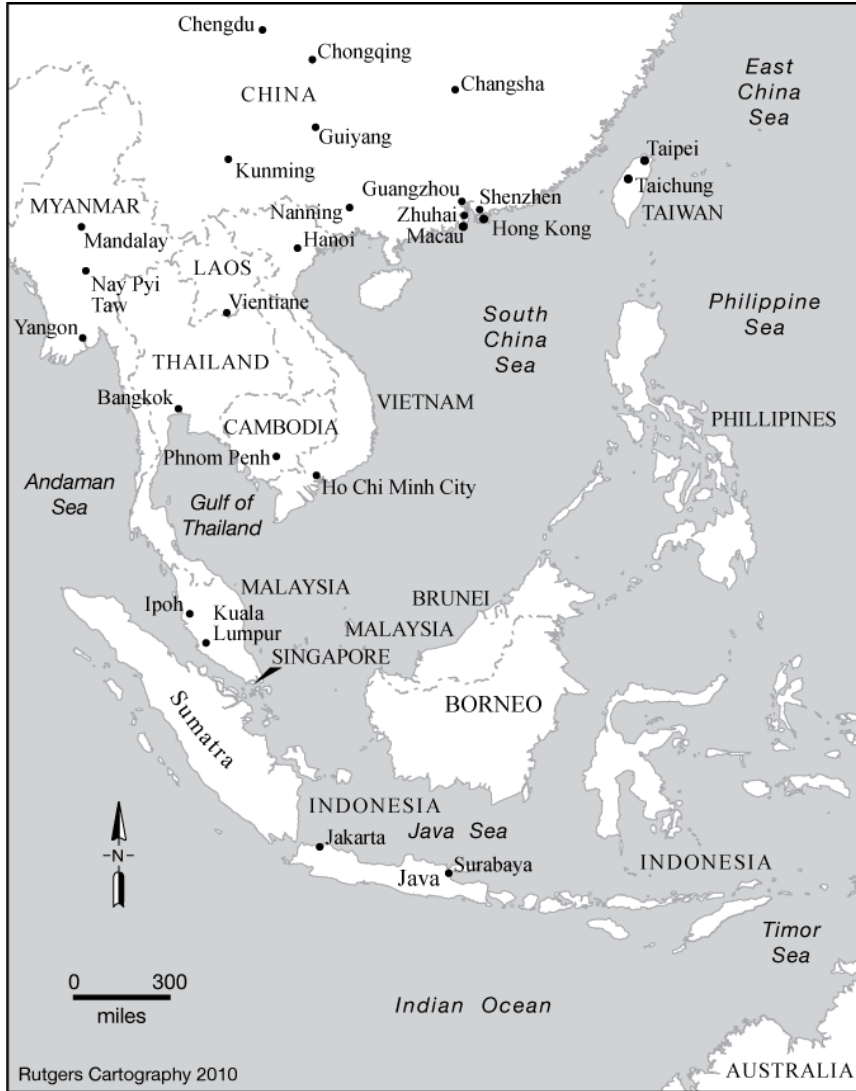 Chengdu
Chongqing
East
China
Sea
Changsha
CHINA
Guiyang
Taipei
Kunming
Taichung
TAIWAN
Guangzhou
Shenzhen
MYANMAR
Nanning
Zhuhai
Hong Kong
Mandalay
Macau
Hanoi
LAOS
Nay Pyi
Taw
Vientiane
South
China
Sea
Philippine
Sea
Yangon
THAILAND
Bangkok
VIETNAM
CAMBODIA
PHILLIPINES
Phnom Penh
Andaman
Sea
Ho Chi Minh City
Gulf of
Thailand
MALAYSIA
BRUNEI
Ipoh
Kuala
Lumpur
MALAYSIA
SINGAPORE
Sumatra
BORNEO
INDONESIA
Java Sea
Jakarta
-N-
Surabaya
INDONESIA
Java
Timor
Sea
0 300
miles
Indian Ocean
AUSTRALIA
Rutgers Cartography 2010